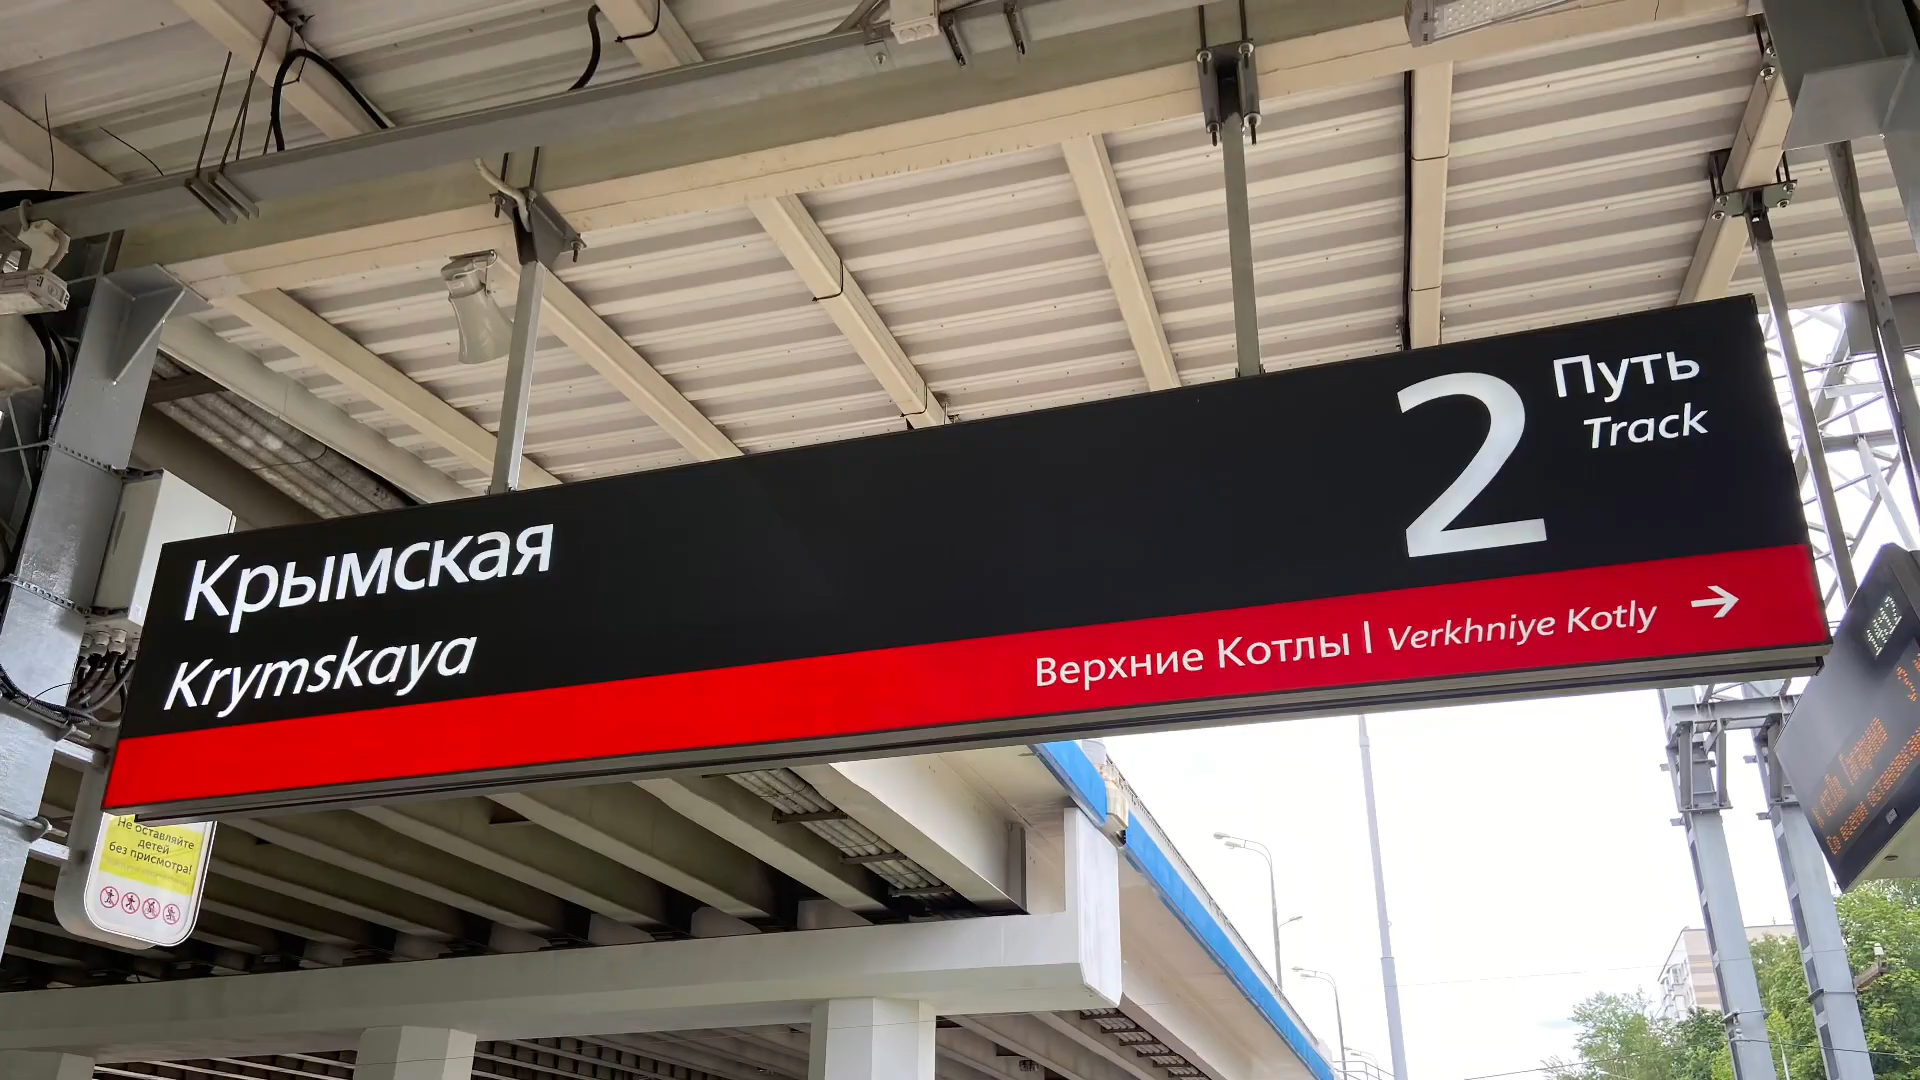 Крымская
Krymskaya
2
Путь
Track
Верхние Котлы | Verkhniye Kotly →
Не оставляйте
детей
без присмотра!